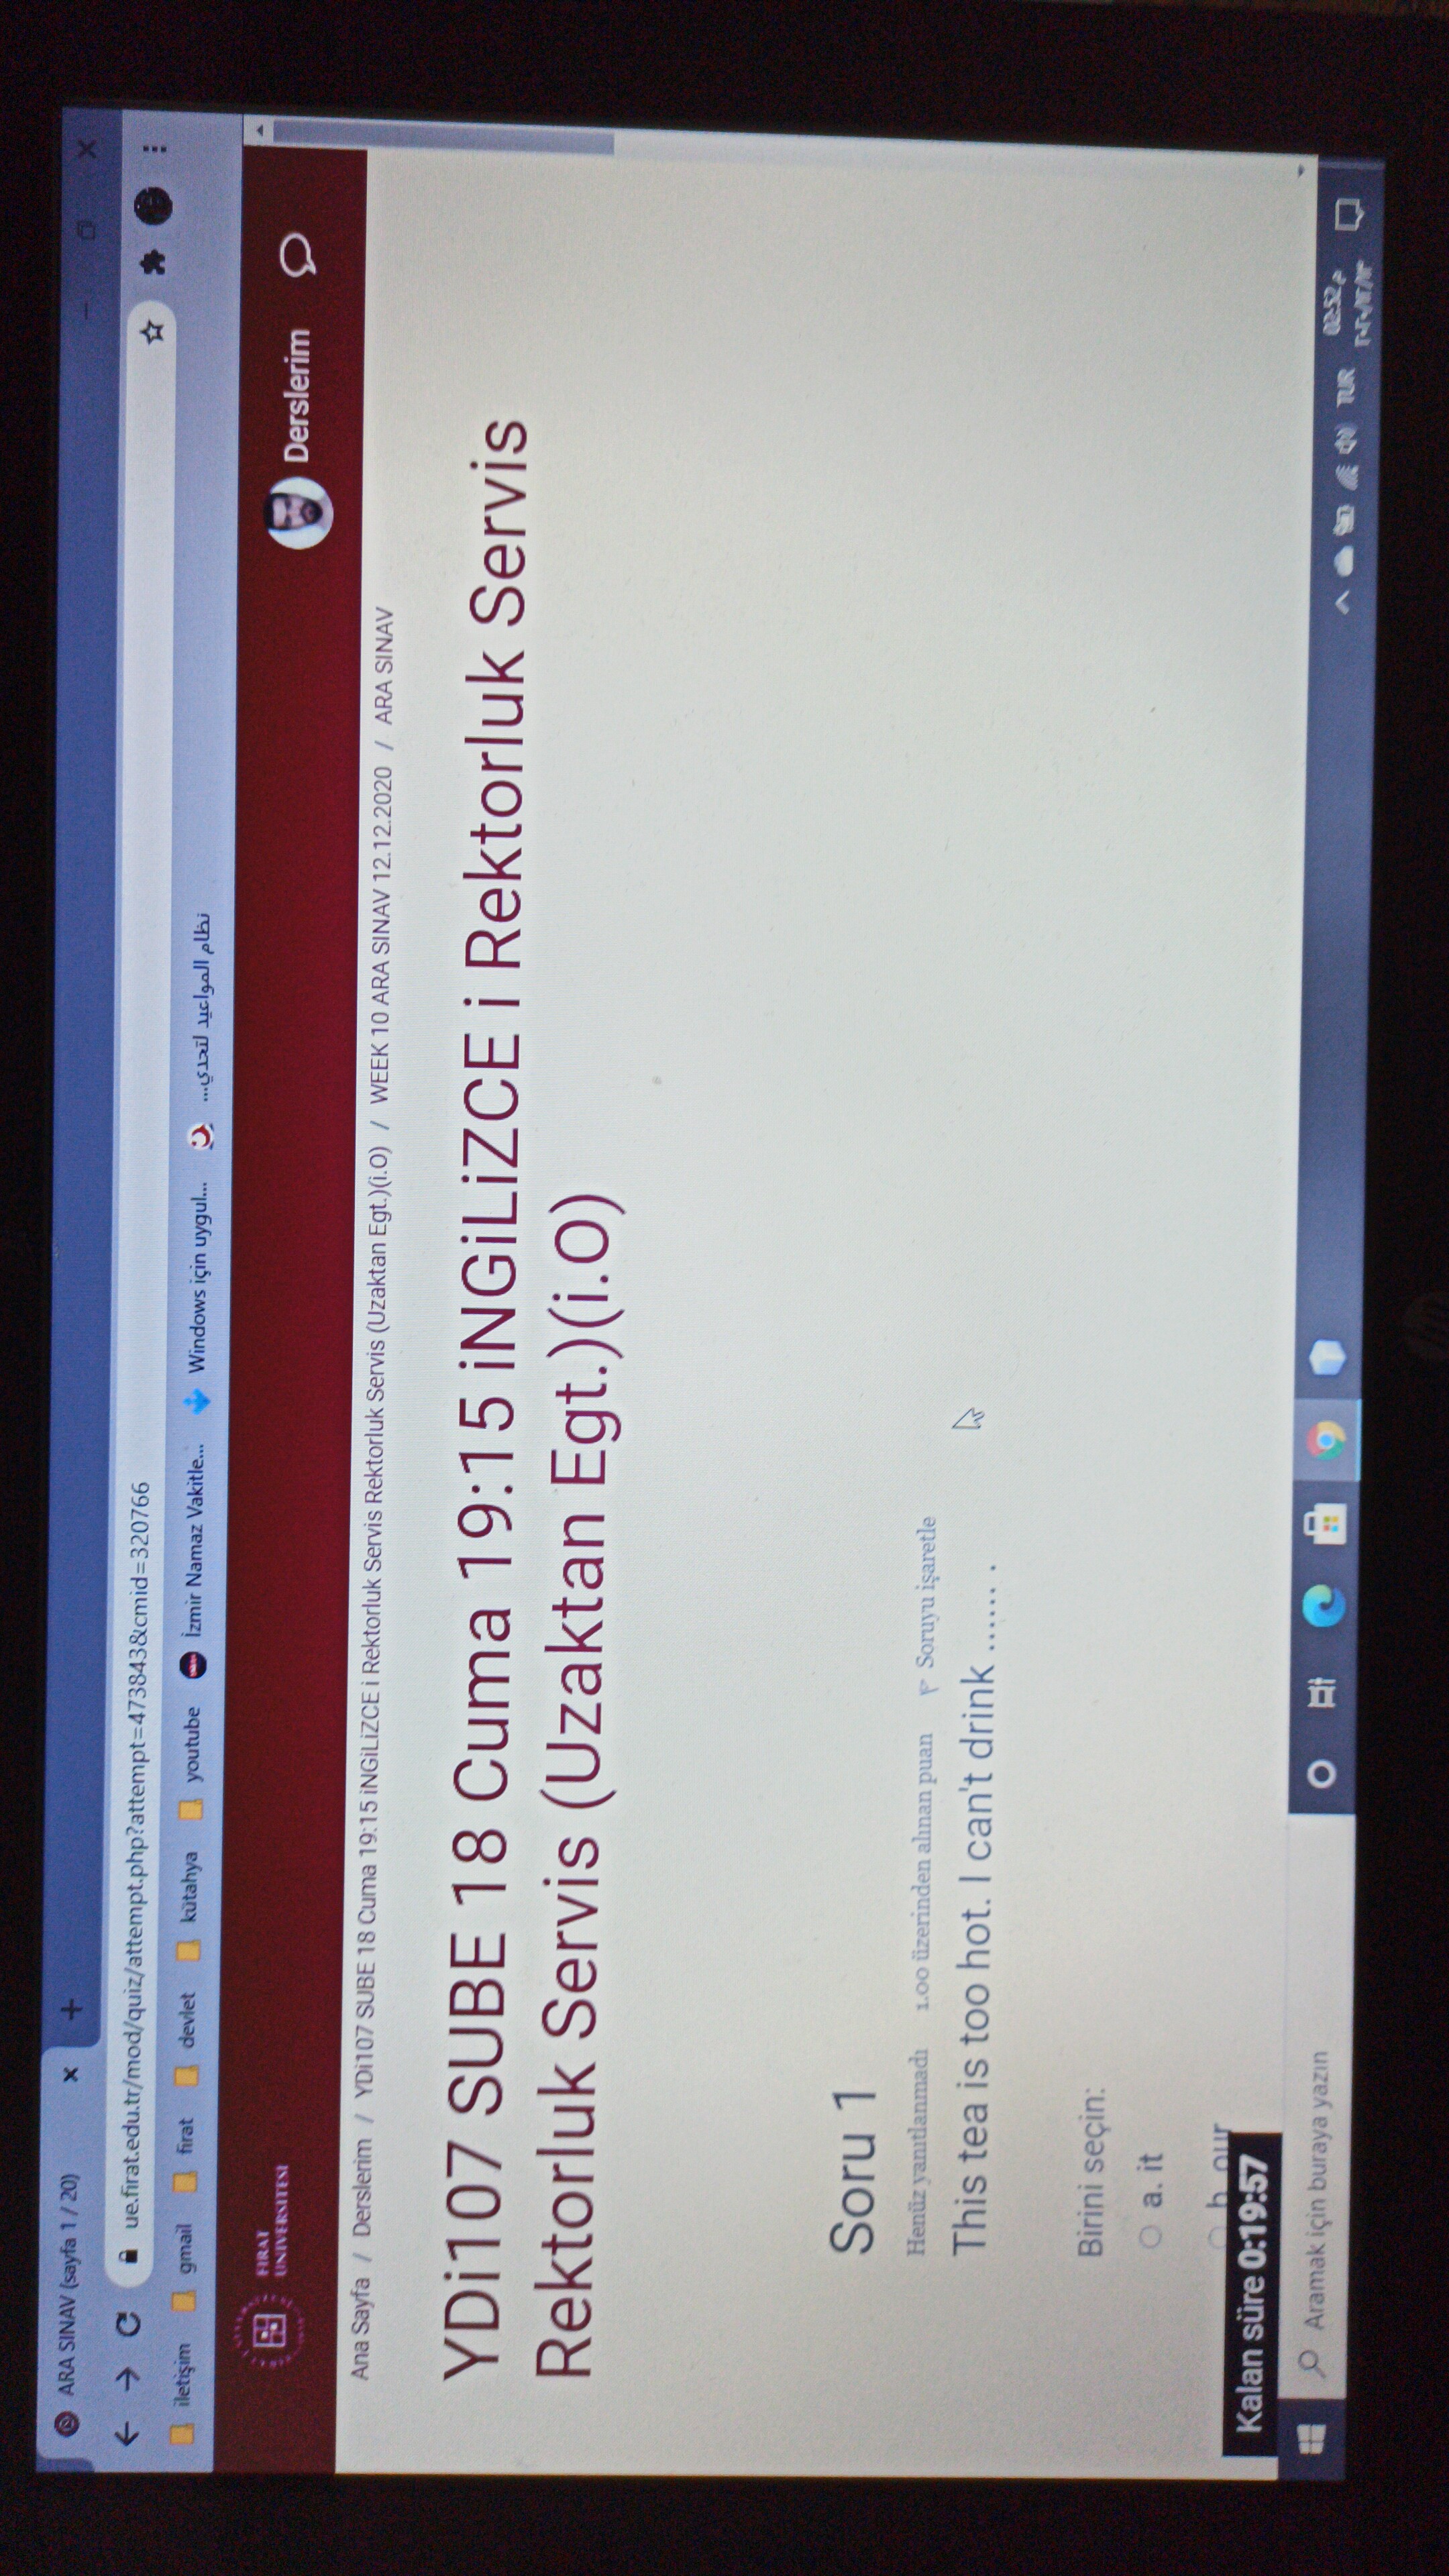 ARA SINAV (sayfa 1 / 20)
ue.firat.edu.tr/mod/quiz/attempt.php?attempt=473843&cmid=320766
iletişim gmail fırat devlet kütahya youtube İzmir Namaz Vakitle... Windows için uygul... نظام المواعيد لتحدي...
FIRAT
ÜNİVERSİTESİ
Derslerim
Ana Sayfa / Derslerim / YDi107 SUBE 18 Cuma 19:15 iNGiLiZCE i Rektorluk Servis Rektorluk Servis (Uzaktan Egt.)(i.O) / WEEK 10 ARA SINAV 12.12.2020 / ARA SINAV
YDi107 SUBE 18 Cuma 19:15 iNGiLiZCE i Rektorluk Servis
Rektorluk Servis (Uzaktan Egt.)(i.O)
Soru 1
Henüz yanıtlanmadı 1.00 üzerinden alınan puan Soruyu işaretle
This tea is too hot. I can't drink ...... .
Birini seçin:
a. it
b. our
Kalan süre 0:19:57
Aramak için buraya yazın
TUR
08:52 م